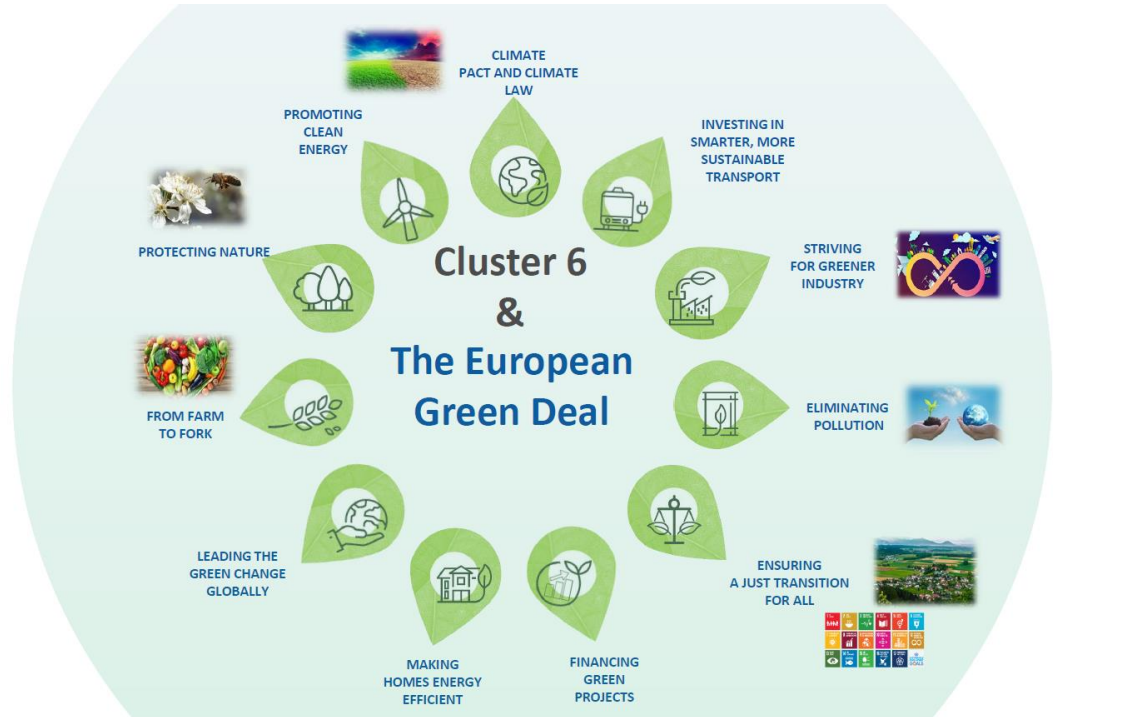 CLIMATE
PACT AND CLIMATE
LAW
PROMOTING
CLEAN
ENERGY
INVESTING IN
SMARTER, MORE
SUSTAINABLE
TRANSPORT
PROTECTING NATURE
STRIVING
FOR GREENER
INDUSTRY
Cluster 6
&
The European
Green Deal
FROM FARM
TO FORK
ELIMINATING
POLLUTION
LEADING THE
GREEN CHANGE
GLOBALLY
ENSURING
A JUST TRANSITION
FOR ALL
MAKING
HOMES ENERGY
EFFICIENT
FINANCING
GREEN
PROJECTS